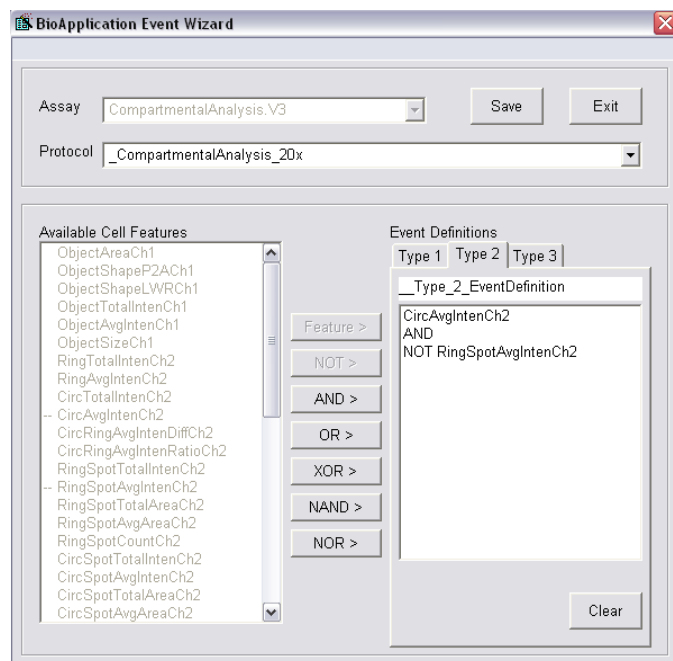 BioApplication Event Wizard
Assay
CompartmentalAnalysis.V3
Save
Exit
Protocol
_CompartmentalAnalysis_20x
Available Cell Features
ObjectAreaCh1
ObjectShapeP2ACh1
ObjectShapeLWRCh1
ObjectTotalIntenCh1
ObjectAvgIntenCh1
ObjectSizeCh1
RingTotalIntenCh2
RingAvgIntenCh2
CircTotalIntenCh2
-- CircAvgIntenCh2
CircRingAvgIntenDiffCh2
CircRingAvgIntenRatioCh2
RingSpotTotalIntenCh2
-- RingSpotAvgIntenCh2
RingSpotTotalAreaCh2
RingSpotAvgAreaCh2
RingSpotCountCh2
CircSpotTotalIntenCh2
CircSpotAvgIntenCh2
CircSpotTotalAreaCh2
CircSpotAvgAreaCh2
Feature >
NOT >
AND >
OR >
XOR >
NAND >
NOR >
Event Definitions
Type 1 Type 2 Type 3
__Type_2_EventDefinition
CircAvgIntenCh2
AND
NOT RingSpotAvgIntenCh2
Clear